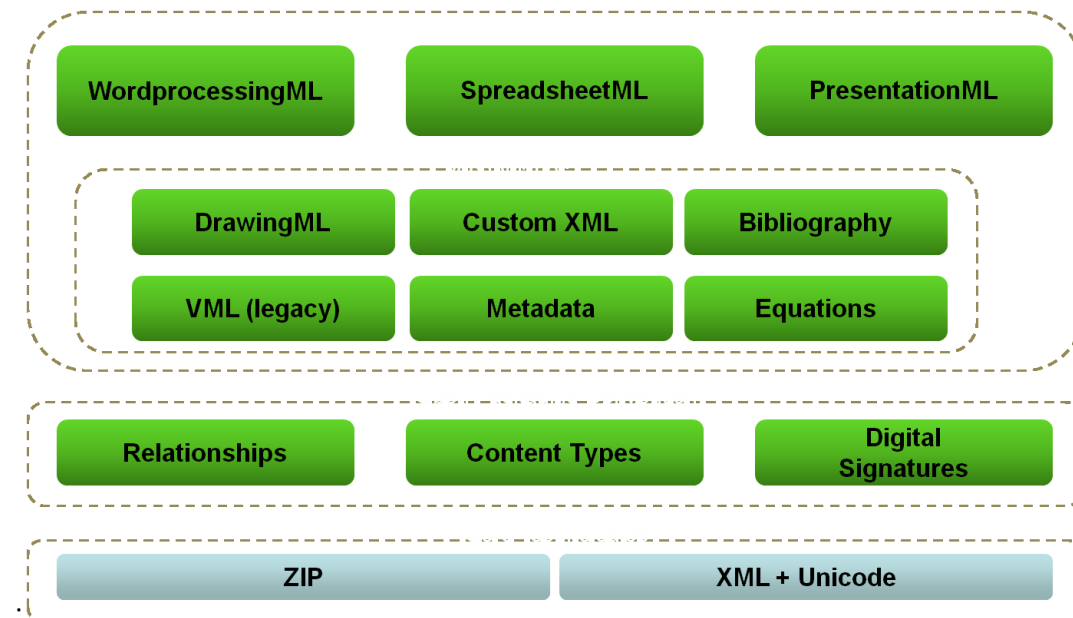 WordprocessingML
SpreadsheetML
PresentationML
DrawingML
Custom XML
Bibliography
VML (legacy)
Metadata
Equations
Relationships
Content Types
Digital
Signatures
ZIP
XML + Unicode
.